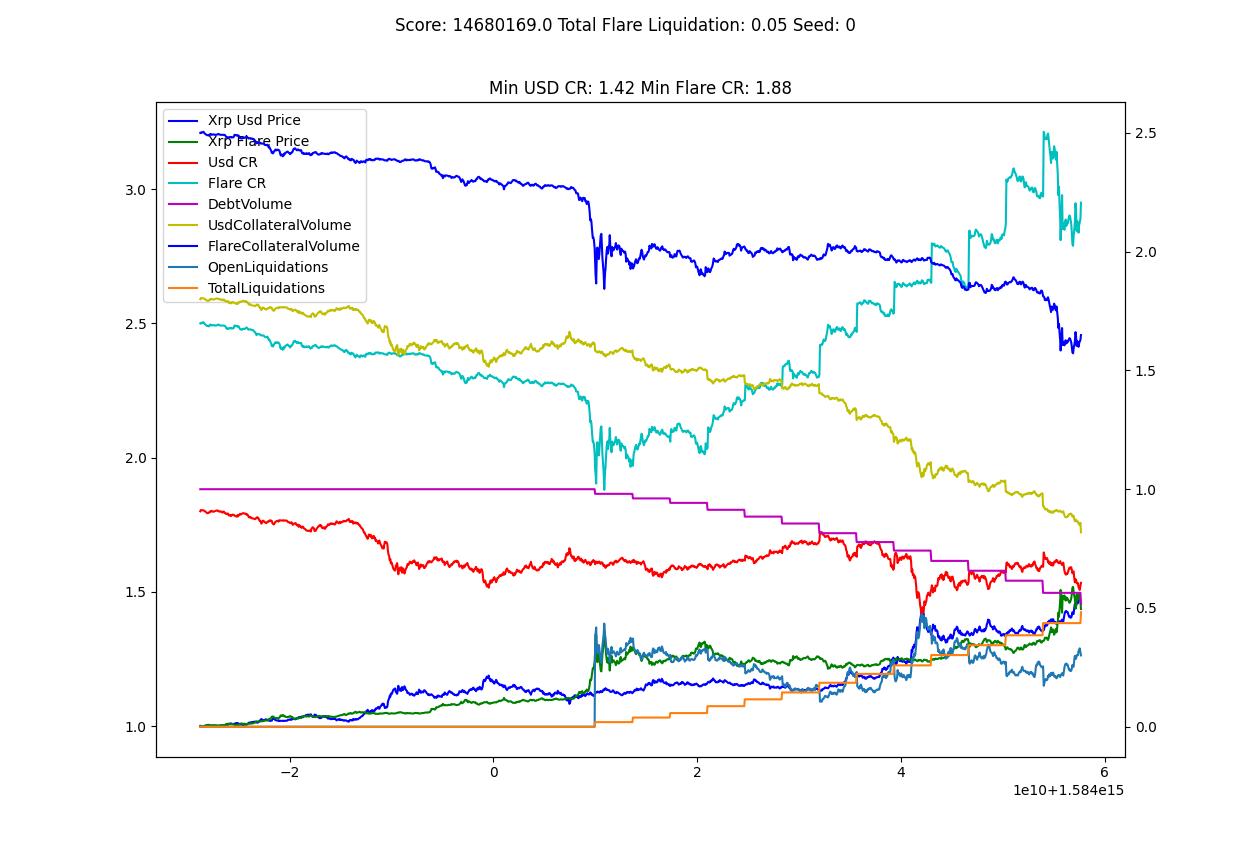 Score: 14680169.0 Total Flare Liquidation: 0.05 Seed: 0
Min USD CR: 1.42 Min Flare CR: 1.88
Xrp Usd Price
Xrp Flare Price
Usd CR
Flare CR
DebtVolume
UsdCollateralVolume
FlareCollateralVolume
OpenLiquidations
TotalLiquidations
3.0
2.5
2.0
1.5
1.0
2.5
2.0
1.5
1.0
0.5
0.0
−2
0
2
4
6
1e10+1.584e15